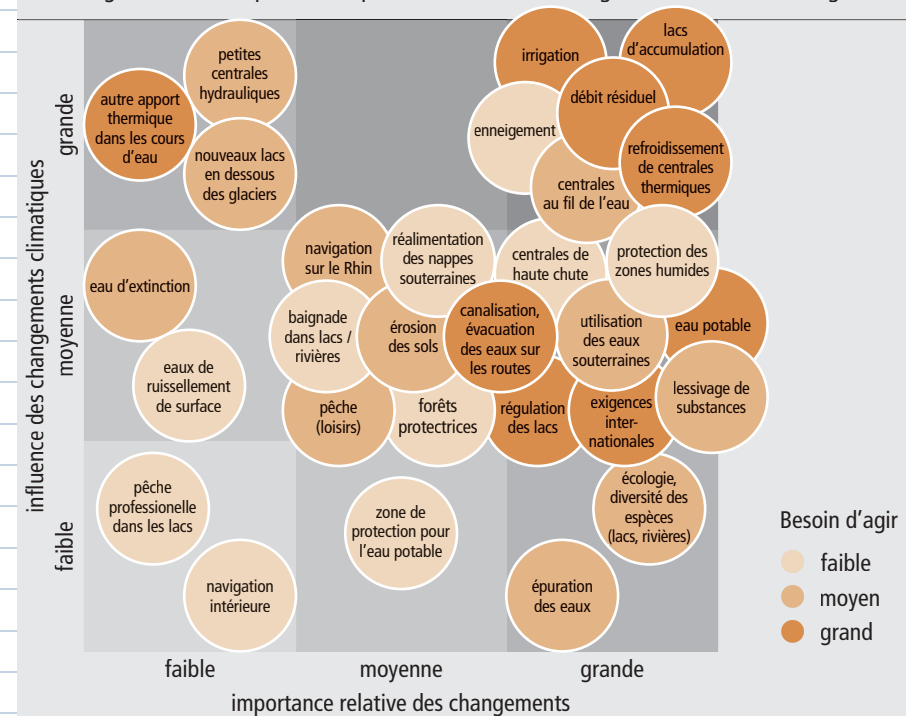 grande
moyenne
faible
influence des changements climatiques
petites
centrales
hydrauliques
autre apport
thermique
dans les cours
d'eau
nouveaux lacs
en dessous
des glaciers
irrigation
lacs
d'accumulation
débit résiduel
enneigement
refroidissement
de centrales
thermiques
centrales
au fil de l'eau
eau d'extinction
eaux de
ruissellement
de surface
navigation
sur le Rhin
réalimentation
des nappes
souterraines
centrales de
haute chute
protection des
zones humides
baignade
dans lacs /
rivières
érosion
des sols
canalisation,
évacuation
des eaux sur
les routes
utilisation
des eaux
souterraines
eau potable
pêche
(loisirs)
forêts
protectrices
régulation
des lacs
exigences
inter-
nationales
lessivage de
substances
pêche
professionelle
dans les lacs
navigation
intérieure
zone de
protection pour
l'eau potable
écologie,
diversité des
espèces
(lacs, rivières)
épuration
des eaux
faible
moyenne
grande
importance relative des changements
Besoin d'agir
faible
moyen
grand